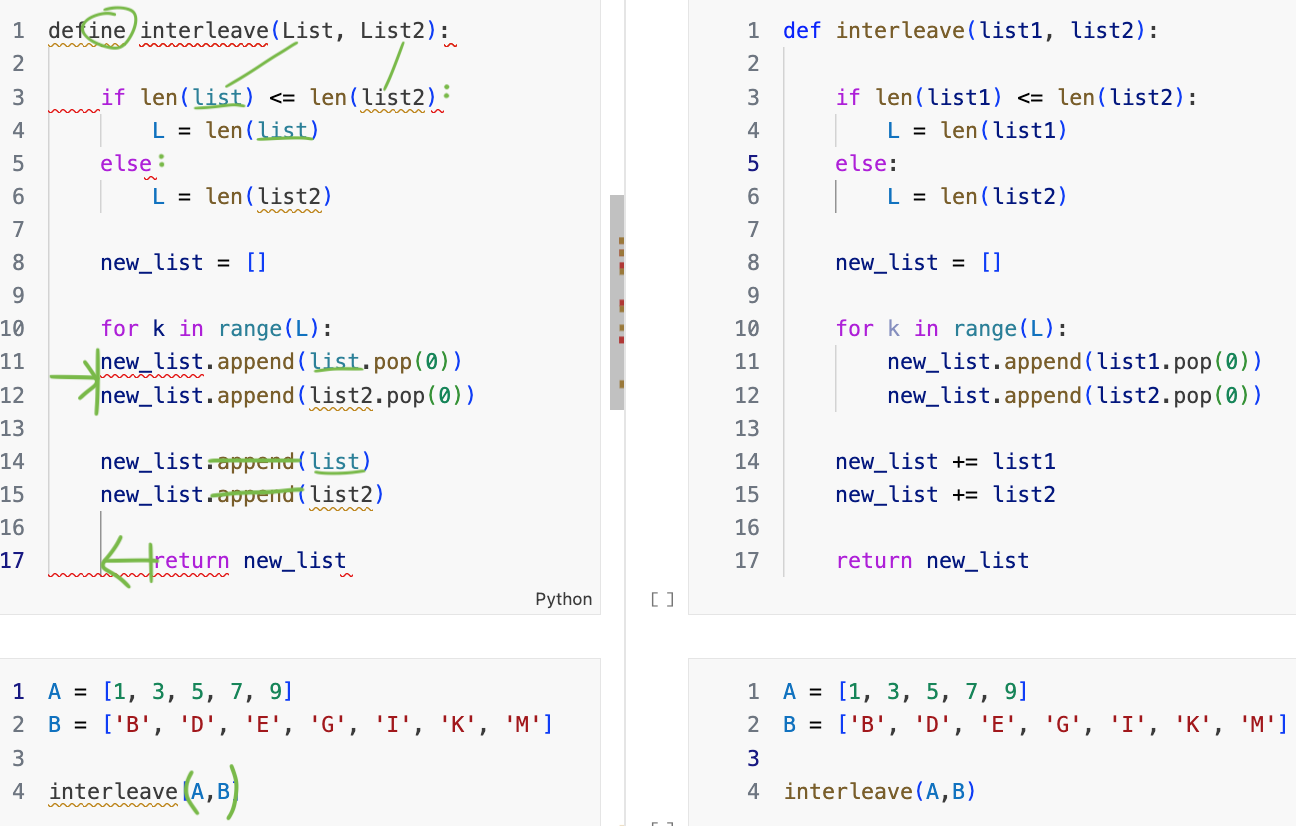 1 define interleave(List, List2):
2
3 if len(list) <= len(list2):
4 L = len(list)
5 else:
6 L = len(list2)
7
8 new_list = []
9
10 for k in range(L):
11 new_list.append(list.pop(0))
12 new_list.append(list2.pop(0))
13
14 new_list.append(list)
15 new_list.append(list2)
16
17 return new_list
Python
1 A = [1, 3, 5, 7, 9]
2 B = ['B', 'D', 'E', 'G', 'I', 'K', 'M']
3
4 interleave(A,B)
1 def interleave(list1, list2):
2
3 if len(list1) <= len(list2):
4 L = len(list1)
5 else:
6 L = len(list2)
7
8 new_list = []
9
10 for k in range(L):
11 new_list.append(list1.pop(0))
12 new_list.append(list2.pop(0))
13
14 new_list += list1
15 new_list += list2
16
17 return new_list
[ ]
1 A = [1, 3, 5, 7, 9]
2 B = ['B', 'D', 'E', 'G', 'I', 'K', 'M']
3
4 interleave(A,B)